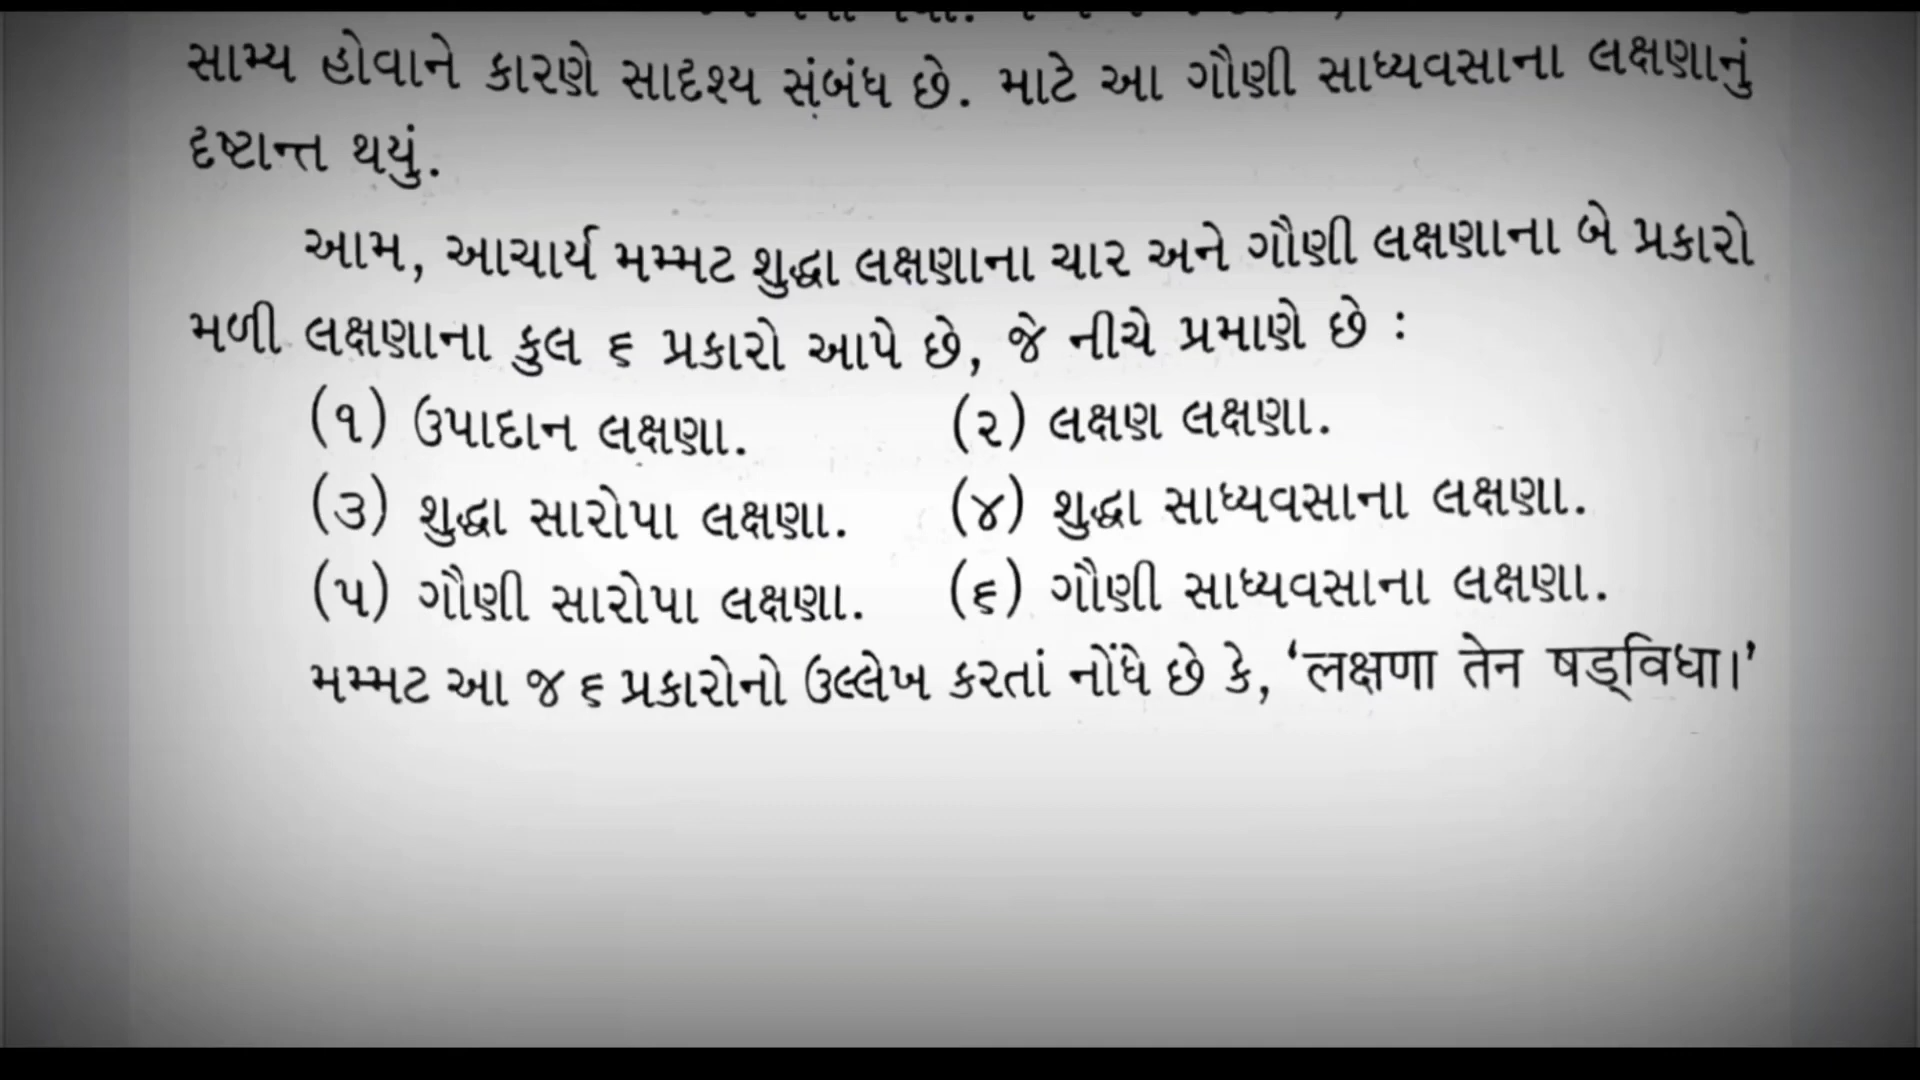 સામ્ય હોવાને કારણે સાદૃશ્ય સંબંધ છે. માટે આ ગૌણી સાધ્યવસાના લક્ષણાનું
દૃષ્ટાન્ત થયું.
આમ, આચાર્ય મમ્મટ શુદ્ધા લક્ષણાના ચાર અને ગૌણી લક્ષણાના બે પ્રકારો
મળી લક્ષણાના કુલ ૬ પ્રકારો આપે છે, જે નીચે પ્રમાણે છે :
(૧) ઉપાદાન લક્ષણા. (૨) લક્ષણ લક્ષણા.
(૩) શુદ્ધા સારોપા લક્ષણા. (૪) શુદ્ધા સાધ્યવસાના લક્ષણા.
(૫) ગૌણી સારોપા લક્ષણા. (૬) ગૌણી સાધ્યવસાના લક્ષણા.
મમ્મટ આ જ ૬ પ્રકારોનો ઉલ્લેખ કરતાં નોંધે છે કે, ‘लक्षणा तेन षड्विधा।’